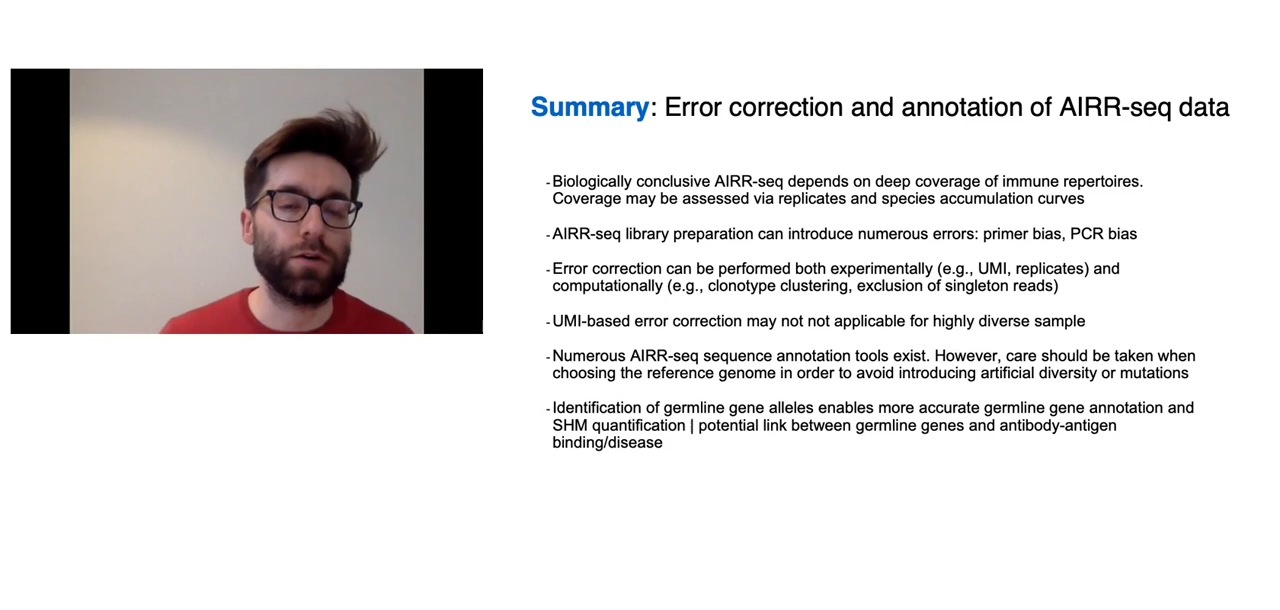 Summary: Error correction and annotation of AIRR-seq data
-Biologically conclusive AIRR-seq depends on deep coverage of immune repertoires.
Coverage may be assessed via replicates and species accumulation curves
-AIRR-seq library preparation can introduce numerous errors: primer bias, PCR bias
-Error correction can be performed both experimentally (e.g., UMI, replicates) and
computationally (e.g., clonotype clustering, exclusion of singleton reads)
-UMI-based error correction may not not applicable for highly diverse sample
-Numerous AIRR-seq sequence annotation tools exist. However, care should be taken when
choosing the reference genome in order to avoid introducing artificial diversity or mutations
-Identification of germline gene alleles enables more accurate germline gene annotation and
SHM quantification | potential link between germline genes and antibody-antigen
binding/disease